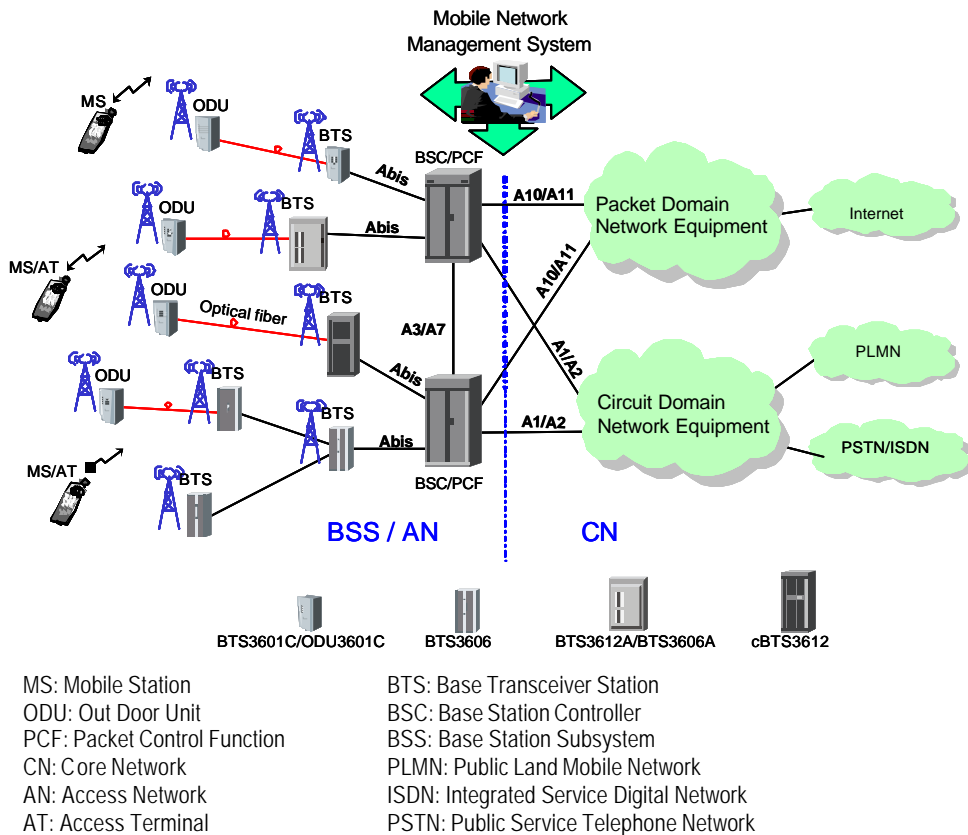 Mobile Network
Management System
MS
ODU
BTS
Abis
BSC/PCF
A10/A11
Packet Domain
Network Equipment
Internet
ODU
BTS
Abis
A10/A11
MS/AT
ODU
Optical fiber
BTS
A3/A7
Abis
A1/A2
PLMN
ODU
BTS
BTS
Abis
A1/A2
Circuit Domain
Network Equipment
PSTN/ISDN
MS/AT
BTS
BSC/PCF
BSS / AN
CN
BTS3601C/ODU3601C
BTS3606
BTS3612A/BTS3606A
cBTS3612
MS: Mobile Station
ODU: Out Door Unit
PCF: Packet Control Function
CN: Core Network
AN: Access Network
AT: Access Terminal
BTS: Base Transceiver Station
BSC: Base Station Controller
BSS: Base Station Subsystem
PLMN: Public Land Mobile Network
ISDN: Integrated Service Digital Network
PSTN: Public Service Telephone Network